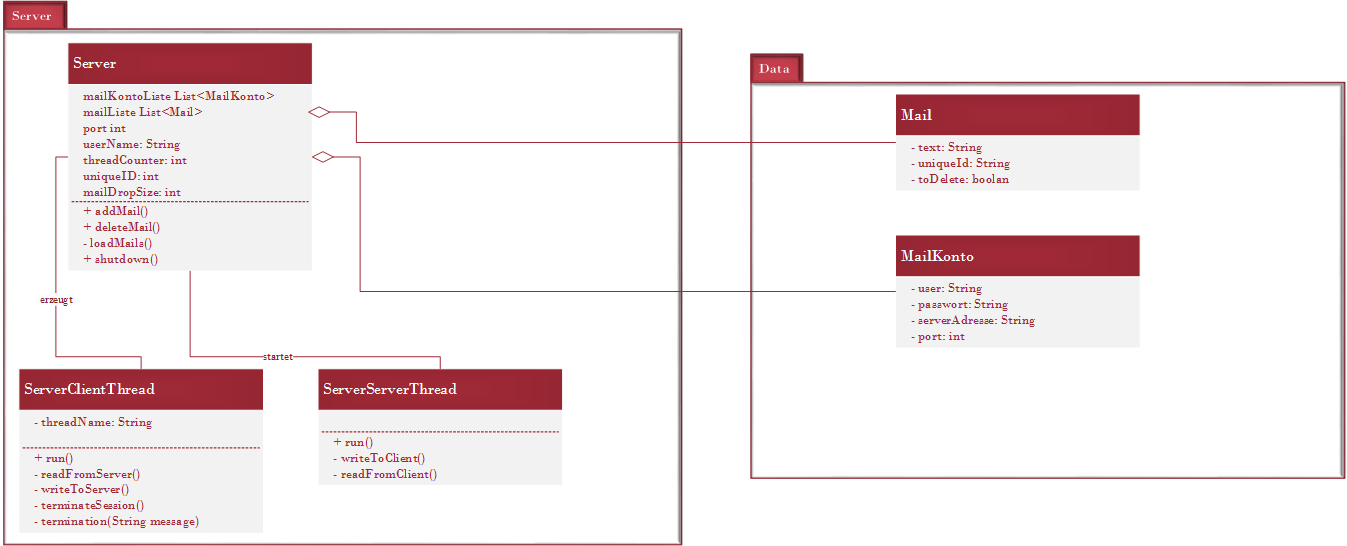 Server
Server
mailKontoListe List<MailKonto>
mailListe List<Mail>
port int
userName: String
threadCounter: int
uniqueID: int
mailDropSize: int
+ addMail()
+ deleteMail()
- loadMails()
+ shutdown()
erzeugt
startet
ServerClientThread
- threadName: String
+ run()
- readFromServer()
- writeToServer()
- terminateSession()
- termination(String message)
ServerServerThread
+ run()
- writeToClient()
- readFromClient()
Data
Mail
- text: String
- uniqueId: String
- toDelete: boolan
MailKonto
- user: String
- passwort: String
- serverAdresse: String
- port: int